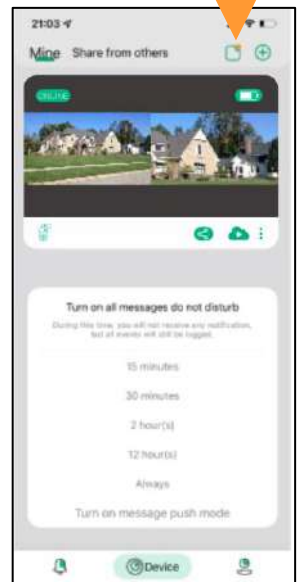 21:03
Mine Share from others
ONLINE
Turn on all messages do not disturb
During this time, you will not receive any notification,
but all events will still be logged.
15 minutes
30 minutes
2 hour(s)
12 hour(s)
Always
Turn on message push mode
Device